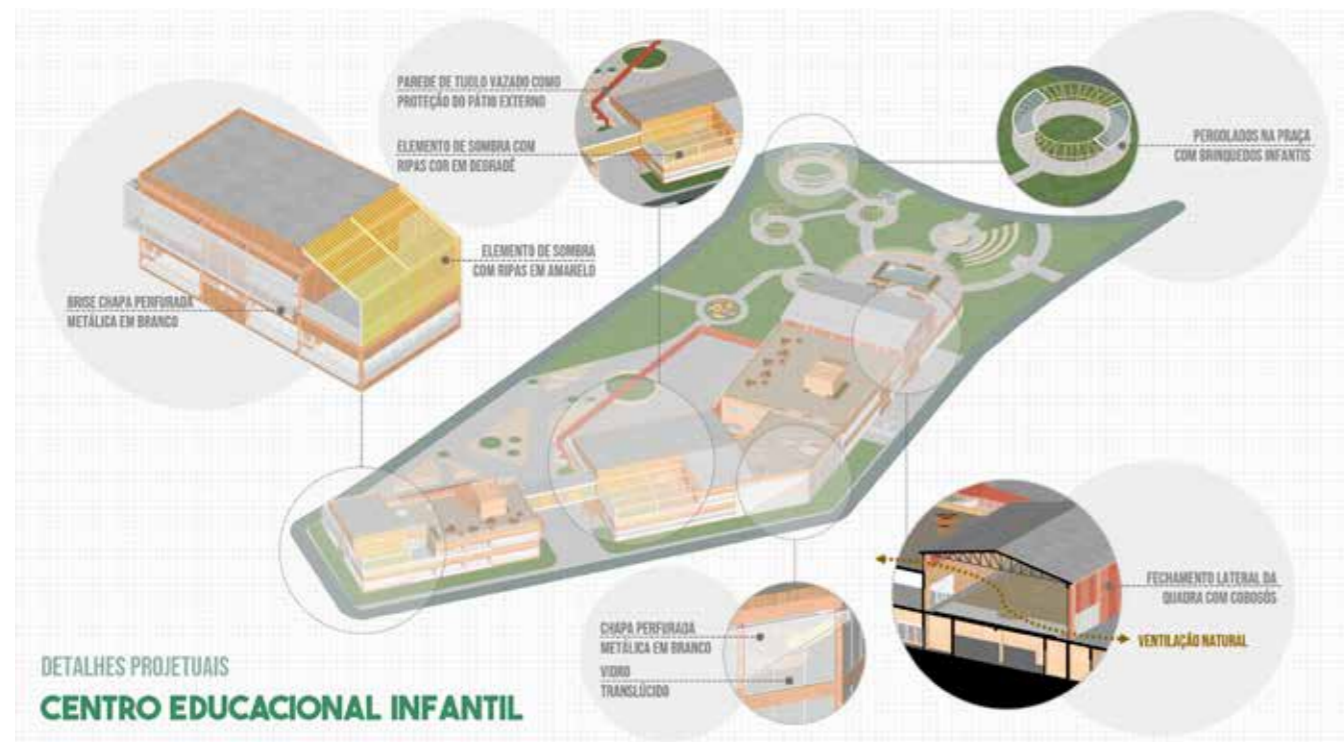 PAREDE DE TIJOLO VAZADO COMO
PROTEÇÃO DO PÁTIO EXTERNO
ELEMENTO DE SOMBRA COM
RIPAS COR EM DEGRADÊ
PERGOLADOS NA PRAÇA
COM BRINQUEDOS INFANTIS
ELEMENTO DE SOMBRA
COM RIPAS EM AMARELO
BRISE CHAPA PERFURADA
METÁLICA EM BRANCO
FECHAMENTO LATERAL DA
QUADRA COM COBOGÓS
VENTILAÇÃO NATURAL
CHAPA PERFURADA
METÁLICA EM BRANCO
VIDRO
TRANSLÚCIDO
DETALHES PROJETUAIS
CENTRO EDUCACIONAL INFANTIL